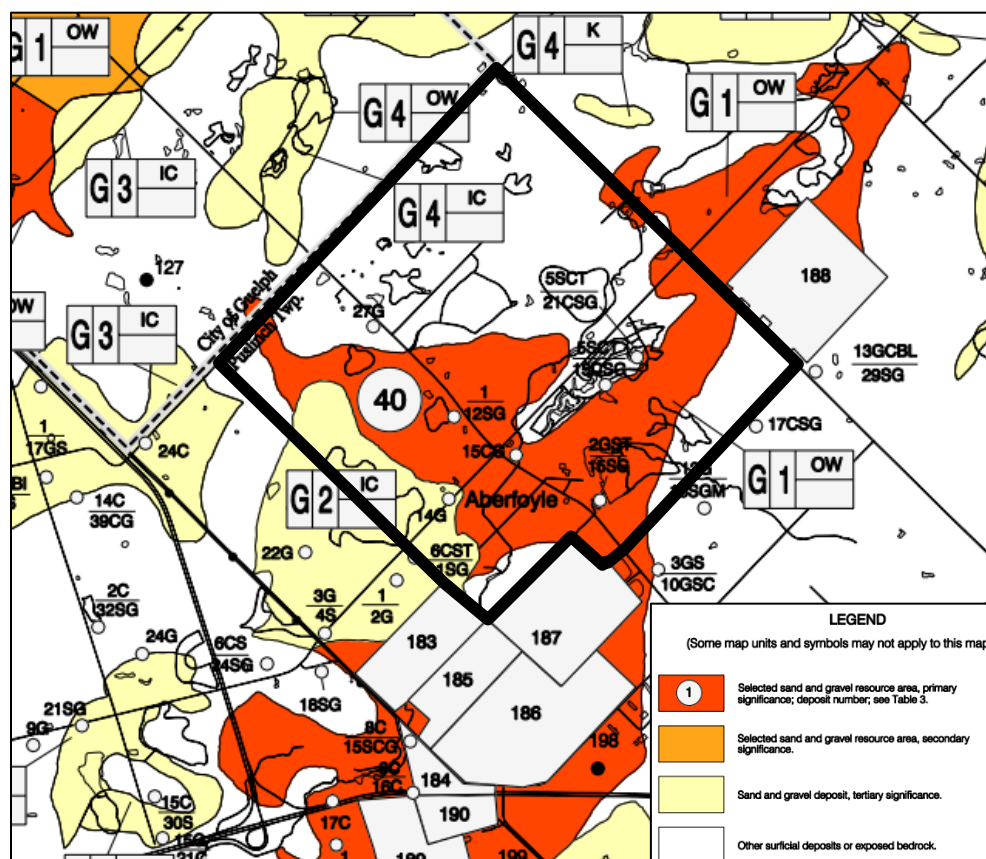 G 1 OW
G 4 K
G 4 OW
G 1 OW
G 3 IC
G 4 IC
127
188
City of Guelph
Puslinch Twp.
5SCT
21CSG
27G
OW
G 3 IC
13GCBL
29SG
40
1
12SG
1
17GS
24C
17CSG
15CG
2GST
15SG
G 1 OW
G 2 IC
14C
39CG
14G
Aberfoyle
22G
6CST
1SG
3GS
10GSC
2C
32SG
3G
4S
1
2G
183
187
LEGEND
(Some map units and symbols may not apply to this map
24G
6CS
24SG
185
18SG
186
1
Selected sand and gravel resource area, primary
significance; deposit number; see Table 3.
21SG
9G
8C
15SCG
198
Selected sand and gravel resource area, secondary
significance.
184
16C
15C
30S
190
Sand and gravel deposit, tertiary significance.
17C
1
199
Other surficial deposits or exposed bedrock.